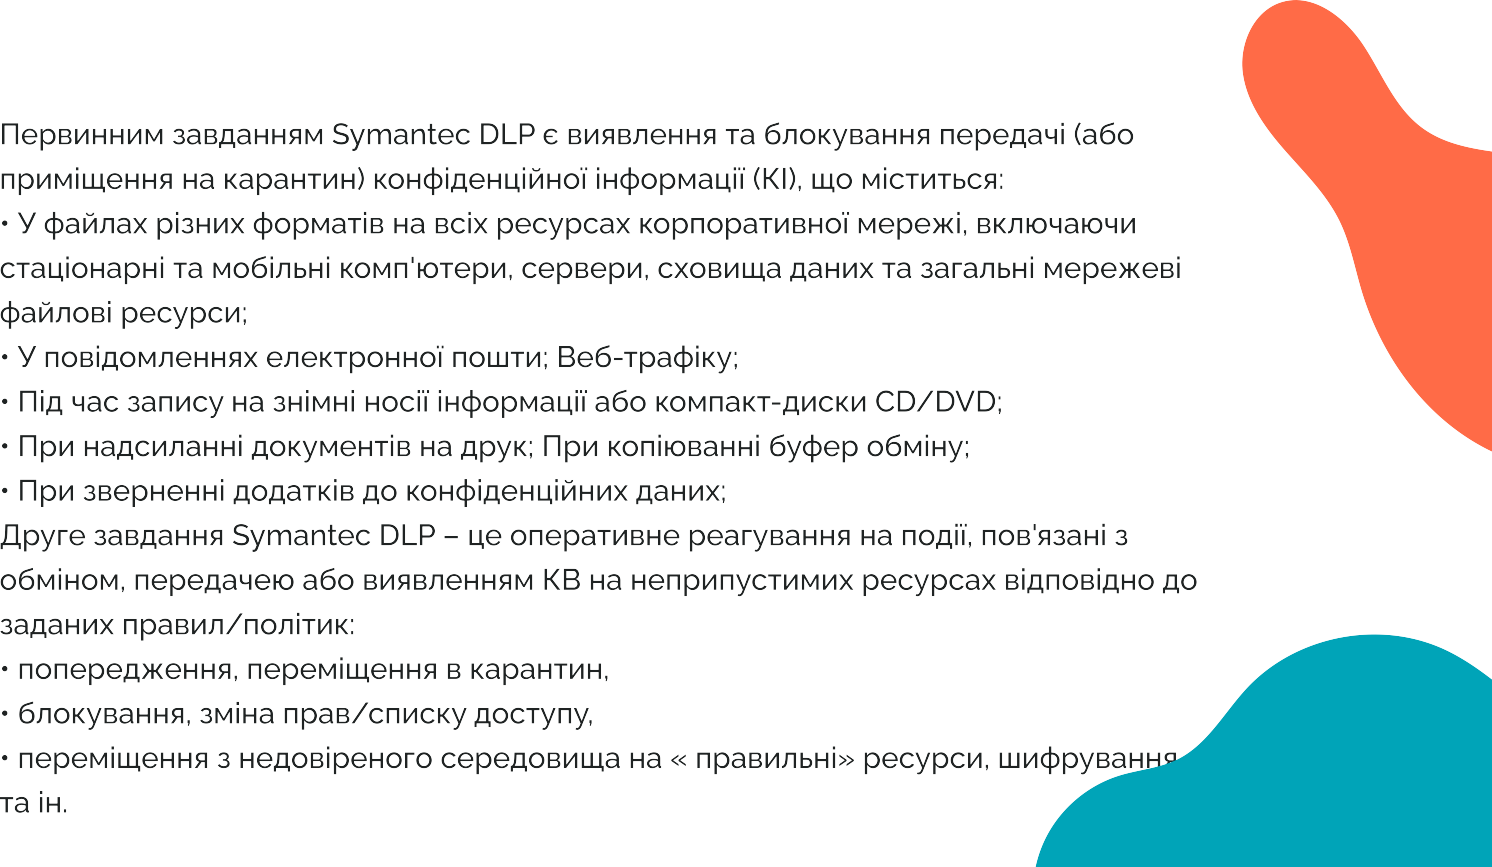 Первинним завданням Symantec DLP є виявлення та блокування передачі (або
приміщення на карантин) конфіденційної інформації (КІ), що міститься:
• У файлах різних форматів на всіх ресурсах корпоративної мережі, включаючи
стаціонарні та мобільні комп'ютери, сервери, сховища даних та загальні мережеві
файлові ресурси;
• У повідомленнях електронної пошти; Веб-трафіку;
• Під час запису на знімні носії інформації або компакт-диски CD/DVD;
• При надсиланні документів на друк; При копіюванні буфер обміну;
• При зверненні додатків до конфіденційних даних;
Друге завдання Symantec DLP – це оперативне реагування на події, пов'язані з
обміном, передачею або виявленням КВ на неприпустимих ресурсах відповідно до
заданих правил/політик:
• попередження, переміщення в карантин,
• блокування, зміна прав/списку доступу,
• переміщення з недовіреного середовища на « правильні» ресурси, шифрування
та ін.